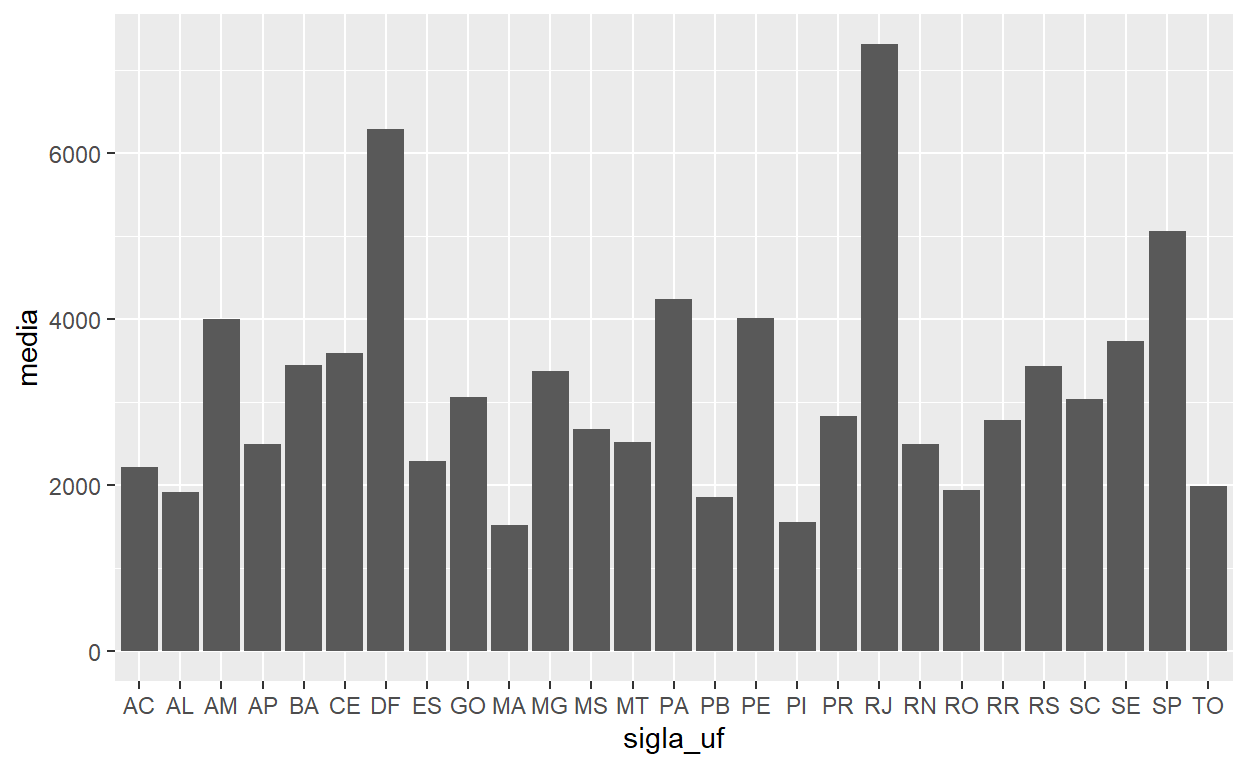 6000
4000
2000
0
media
AC AL AM AP BA CE DF ES GO MA MG MS MT PA PB PE PI PR RJ RN RO RR RS SC SE SP TO
sigla_uf